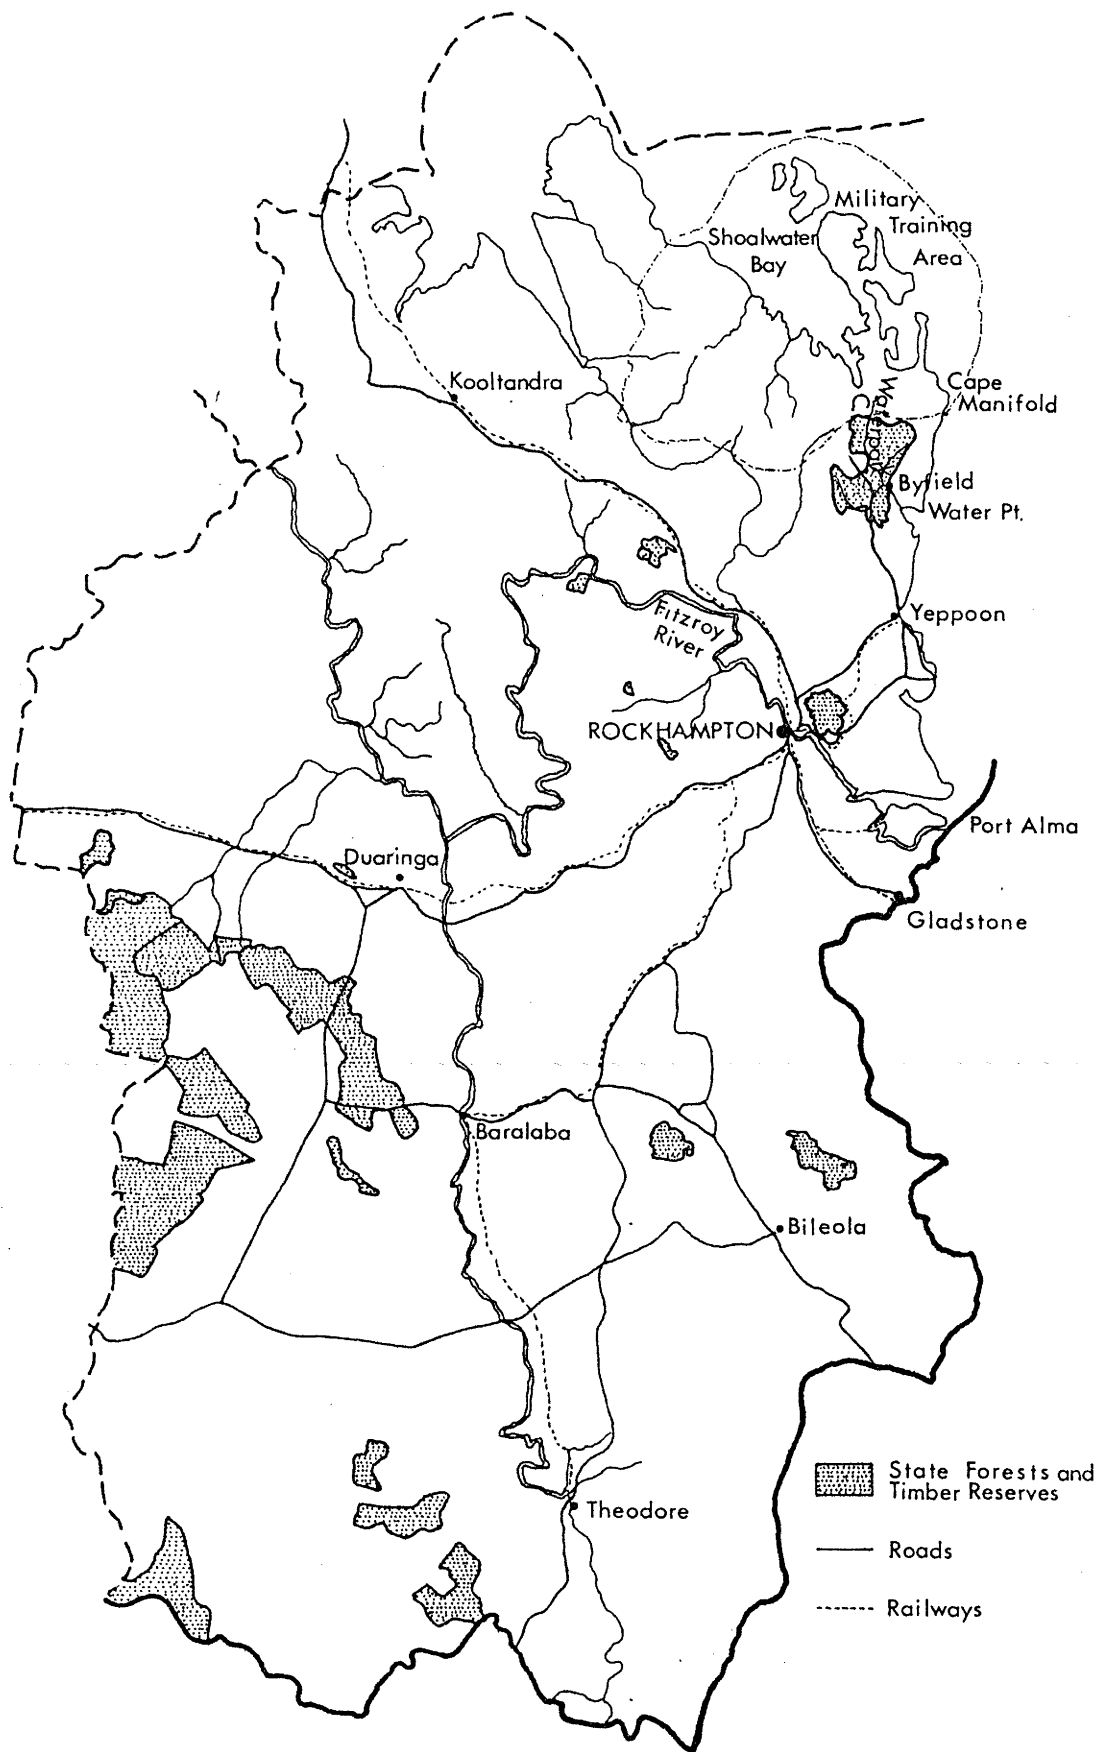 Military
Training
Area
Shoalwater
Bay
Kooltandra
Cape
Manifold
Byfield
Water Pt.
Fitzroy
River
Yeppoon
ROCKHAMPTON
Port Alma
Duaringa
Gladstone
Baralaba
Bileola
Theodore
State Forests and
Timber Reserves
Roads
Railways